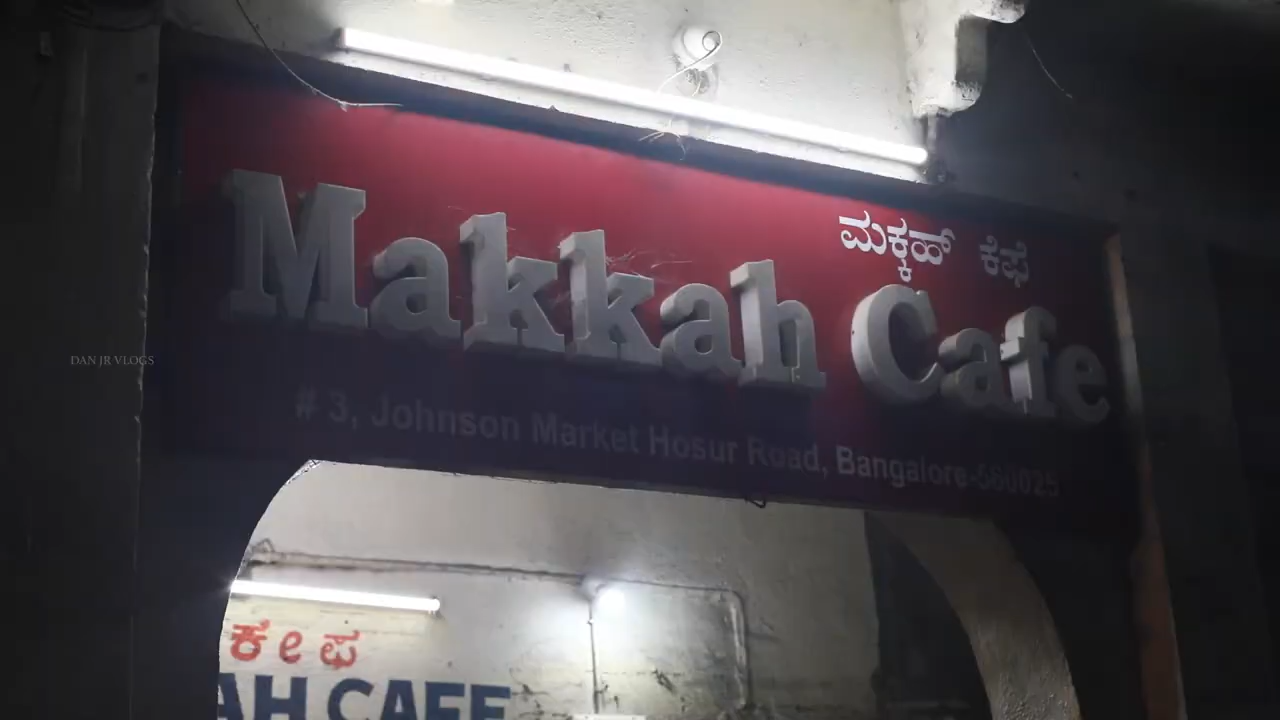 ಮಕ್ಕಹ್ ಕೆಫೆ
Makkah Cafe
# 3, Johnson Market Hosur Road, Bangalore-560025
DAN JR VLOGS
ಕೇಫ
AH CAFE